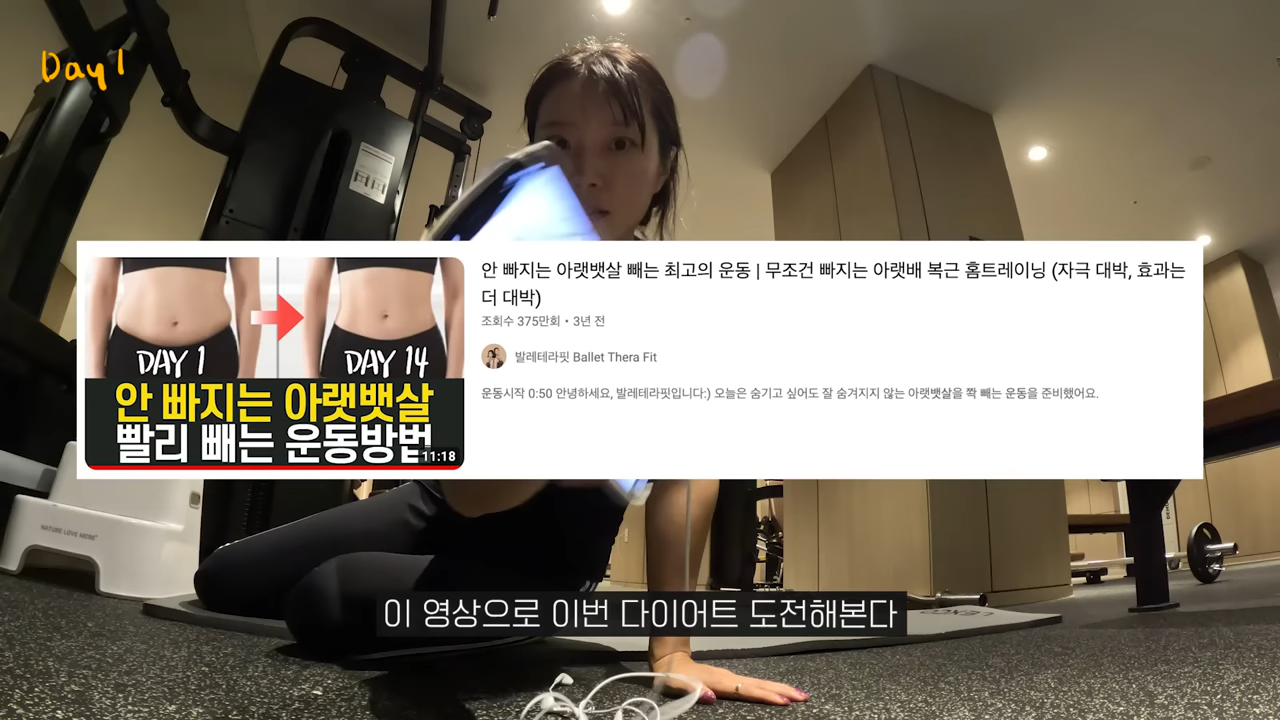 Day 1
안 빠지는 아랫뱃살 빼는 최고의 운동 | 무조건 빠지는 아랫배 복근 홈트레이닝 (자극 대박, 효과는
더 대박)
조회수 375만회 • 3년 전
발레테라핏 Ballet Thera Fit
운동시작 0:50 안녕하세요, 발레테라핏입니다:) 오늘은 숨기고 싶어도 잘 숨겨지지 않는 아랫뱃살을 쫙 빼는 운동을 준비했어요.
DAY 1
DAY 14
안 빠지는 아랫뱃살
빨리 빼는 운동방법
11:18
NATURE LOVE MERE
이 영상으로 이번 다이어트 도전해본다